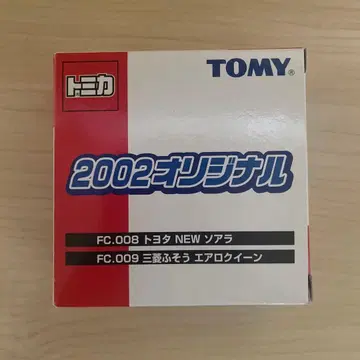 トミカ
TOMY®
2002オリジナル
FC.008 トヨタ NEW ソアラ
FC.009 三菱ふそう エアロクイーン